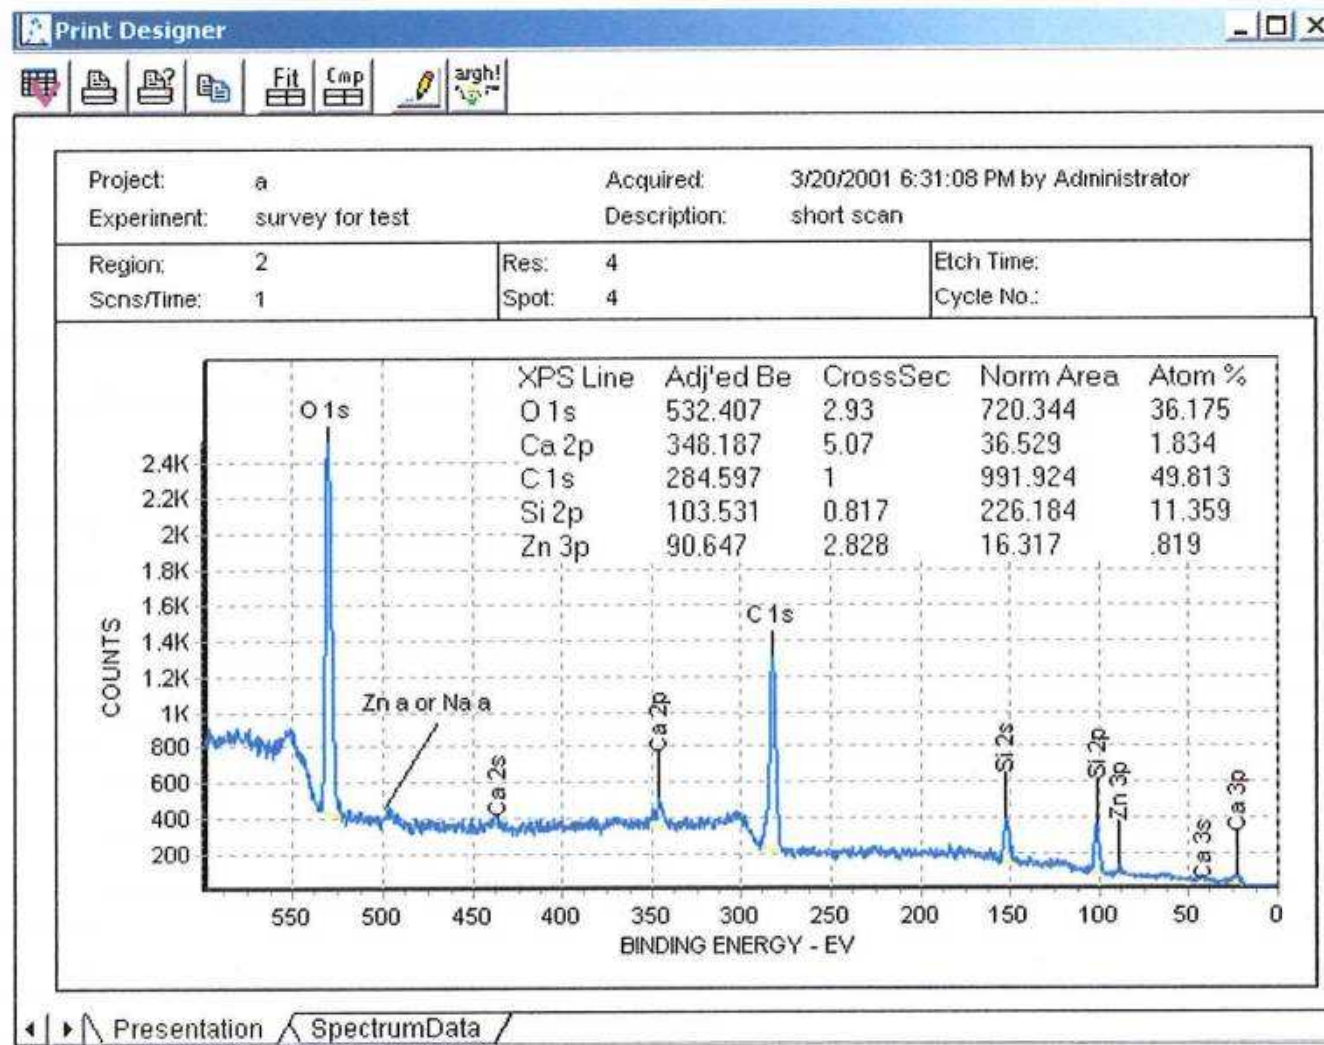 Print Designer
Fit Cmp argh!
Project: a Acquired: 3/20/2001 6:31:08 PM by Administrator
Experiment: survey for test Description: short scan
Region: 2 Res: 4 Etch Time:
Scns/Time: 1 Spot: 4 Cycle No.:
XPS Line Adj'ed Be CrossSec Norm Area Atom %
O 1s 532.407 2.93 720.344 36.175
Ca 2p 348.187 5.07 36.529 1.834
C 1s 284.597 1 991.924 49.813
Si 2p 103.531 0.817 226.184 11.359
Zn 3p 90.647 2.828 16.317 .819
O 1s
2.4K
2.2K
2K
1.8K
1.6K
1.4K
1.2K
1K
800
600
400
200
COUNTS
Zn a or Na a
Ca 2s
Ca 2p
C 1s
Si 2s
Si 2p
Zn 3p
Ca 3s
Ca 3p
550 500 450 400 350 300 250 200 150 100 50 0
BINDING ENERGY - EV
Presentation SpectrumData